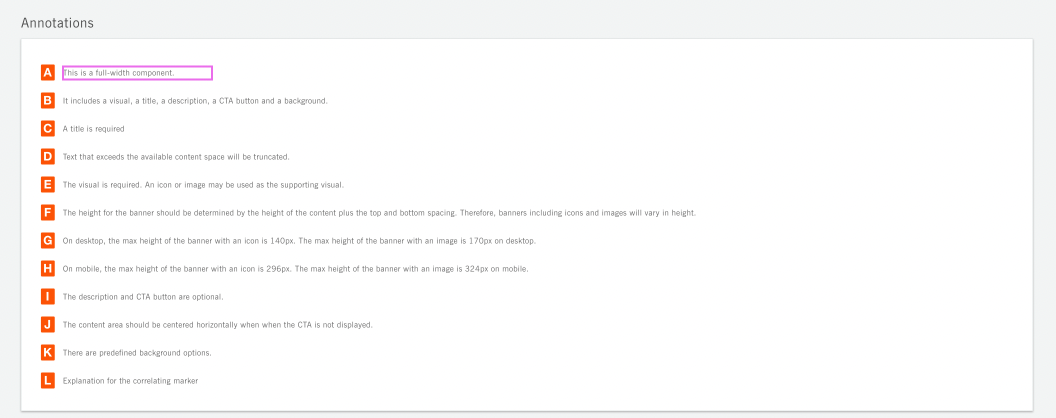 Annotations
A This is a full-width component.
B It includes a visual, a title, a description, a CTA button and a background.
C A title is required
D Text that exceeds the available content space will be truncated.
E The visual is required. An icon or image may be used as the supporting visual.
F The height for the banner should be determined by the height of the content plus the top and bottom spacing. Therefore, banners including icons and images will vary in height.
G On desktop, the max height of the banner with an icon is 140px. The max height of the banner with an image is 170px on desktop.
H On mobile, the max height of the banner with an icon is 296px. The max height of the banner with an image is 324px on mobile.
I The description and CTA button are optional.
J The content area should be centered horizontally when when the CTA is not displayed.
K There are predefined background options.
L Explanation for the correlating marker